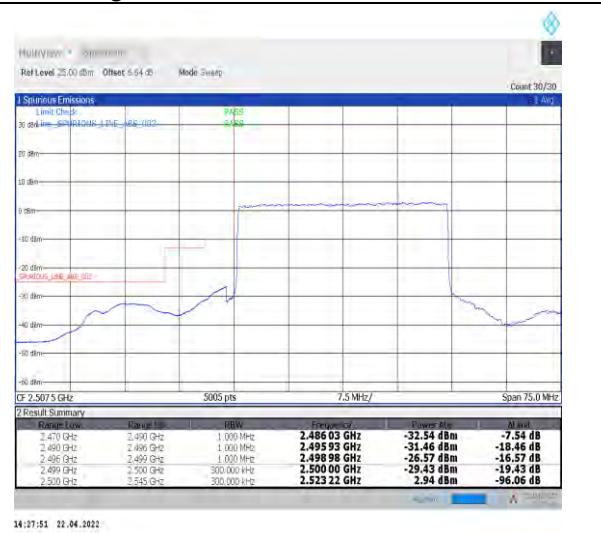 MultiView Spectrum
Ref Level 25.00 dBm Offset 6.64 dB Mode Sweep
Count 30/30
1 Spurious Emissions 1 Avg
Limit Check PASS
30 dBm Line _SPURIOUS_LINE_ABS_002 PASS
20 dBm
10 dBm
0 dBm
-10 dBm
-20 dBm
_SPURIOUS_LINE_ABS_002
-30 dBm
-40 dBm
-50 dBm
-60 dBm
CF 2.5075 GHz 5005 pts 7.5 MHz/ Span 75.0 MHz
2 Result Summary
Range Low Range Up RBW Frequency Power Abs ΔLimit
2.470 GHz 2.490 GHz 1.000 MHz 2.486 03 GHz -32.54 dBm -7.54 dB
2.490 GHz 2.496 GHz 1.000 MHz 2.495 93 GHz -31.46 dBm -18.46 dB
2.496 GHz 2.499 GHz 1.000 MHz 2.498 98 GHz -26.57 dBm -16.57 dB
2.499 GHz 2.500 GHz 300.000 kHz 2.500 00 GHz -29.43 dBm -19.43 dB
2.500 GHz 2.545 GHz 300.000 kHz 2.523 22 GHz 2.94 dBm -96.06 dB
14:27:51 22.04.2022